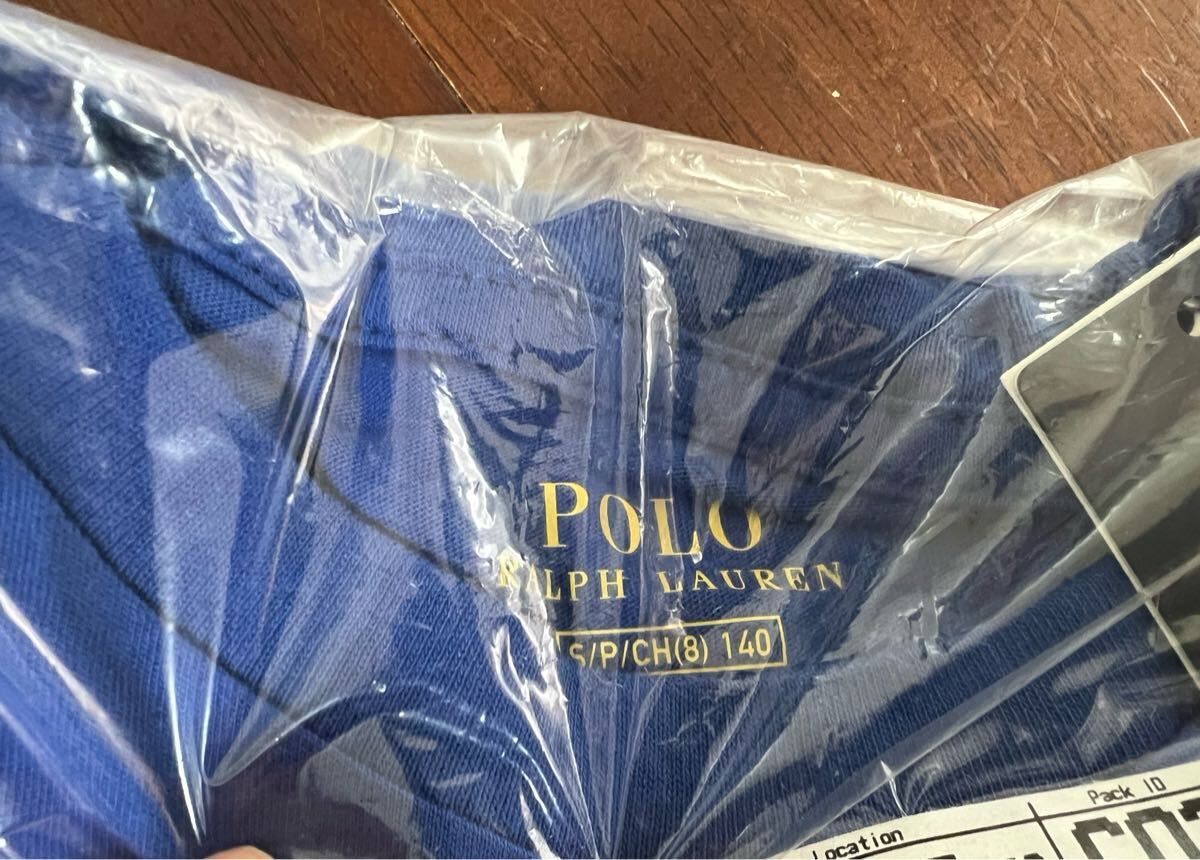 POLO
RALPH LAUREN
S/P/CH(8) 140
Pack ID
Location